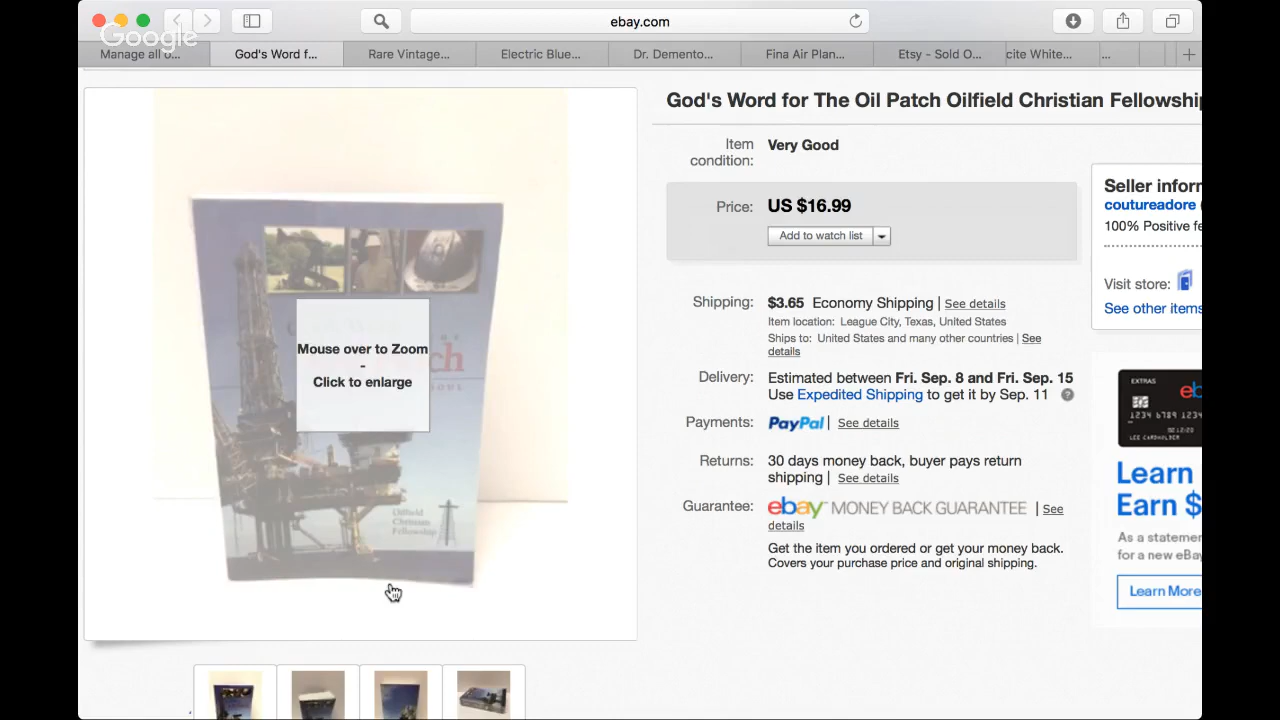 ebay.com
Google
Manage all o...
God's Word f...
Rare Vintage...
Electric Blue...
Dr. Demento...
Fina Air Plan...
Etsy - Sold O...
cite White...
...
God's Word for The Oil Patch Oilfield Christian Fellowship
Item condition:
Very Good
Price:
US $16.99
Add to watch list
Shipping:
$3.65 Economy Shipping | See details
Item location: League City, Texas, United States
Ships to: United States and many other countries | See
details
Delivery:
Estimated between Fri. Sep. 8 and Fri. Sep. 15
Use Expedited Shipping to get it by Sep. 11 ?
Payments:
PayPal | See details
Returns:
30 days money back, buyer pays return
shipping | See details
Guarantee:
ebay MONEY BACK GUARANTEE | See
details
Get the item you ordered or get your money back.
Covers your purchase price and original shipping.
Mouse over to Zoom
-
Click to enlarge
ch
SOUL
Oilfield
Christian
Fellowship
Seller infor
coutureadore (
100% Positive fe
Visit store:
See other items
EXTRAS
eb
LEE CARDHOLDER
Learn
Earn $
As a statemen
for a new eBay
Learn More